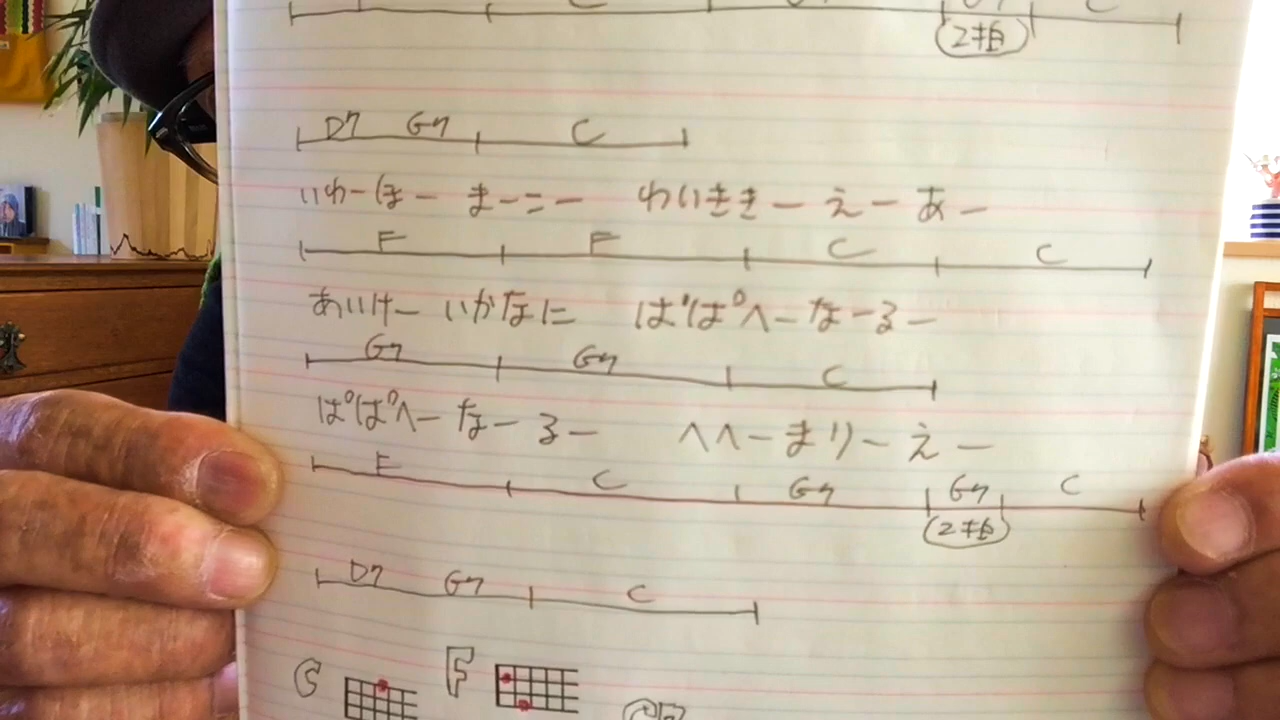 (2拍)
D7 G7 C
いわーほー まーこー わいききーえーあー
F F C C
あいけー いかなに ぱぱへーなーるー
G7 G7 C
ぱぱへーなーるー へへーまりーえー
F C G7 G7 C
(2拍)
D7 G7 C
C F